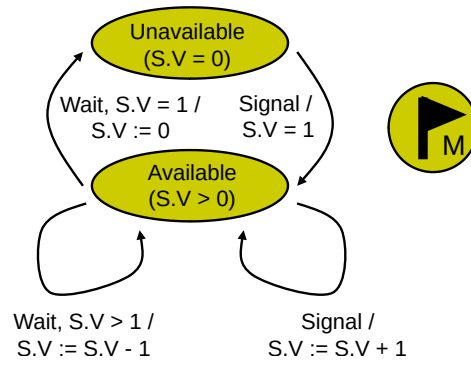 Unavailable
(S.V = 0)
Wait, S.V = 1 /
S.V := 0
Signal /
S.V = 1
M
Available
(S.V > 0)
Wait, S.V > 1 /
S.V := S.V - 1
Signal /
S.V := S.V + 1